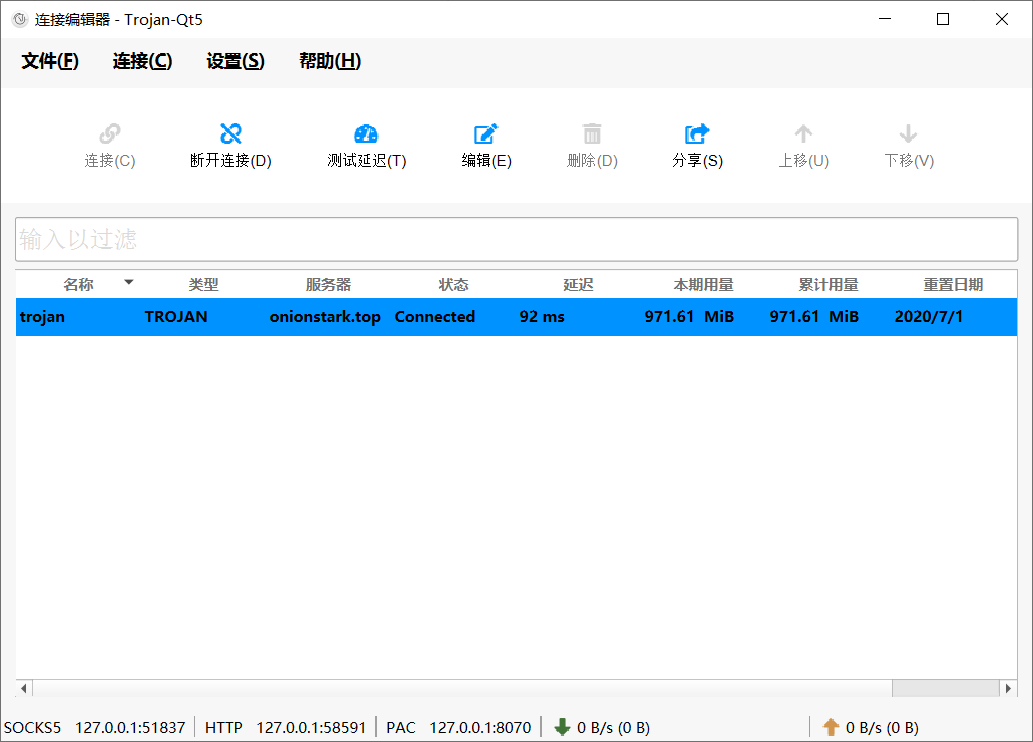 连接编辑器 - Trojan-Qt5
文件(F) 连接(C) 设置(S) 帮助(H)
连接(C) 断开连接(D) 测试延迟(T) 编辑(E) 删除(D) 分享(S) 上移(U) 下移(V)
输入以过滤
名称 类型 服务器 状态 延迟 本期用量 累计用量 重置日期
trojan TROJAN onionstark.top Connected 92 ms 971.61 MiB 971.61 MiB 2020/7/1
SOCKS5 127.0.0.1:51837 HTTP 127.0.0.1:58591 PAC 127.0.0.1:8070 0 B/s (0 B) 0 B/s (0 B)